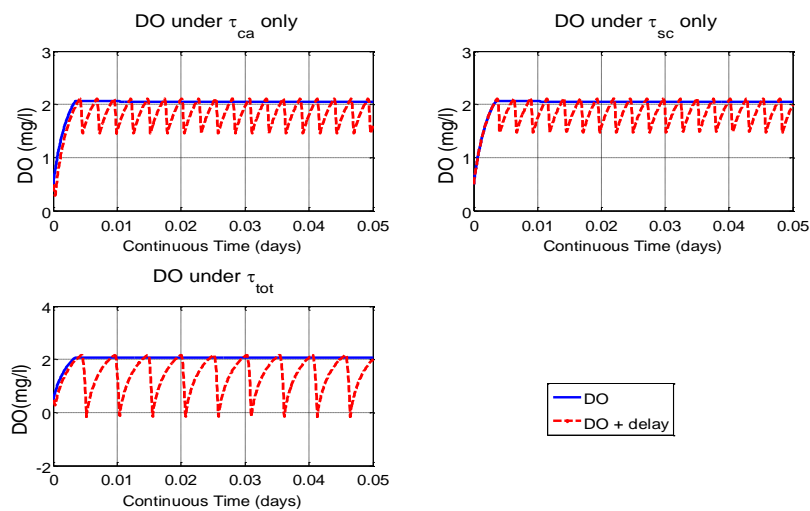 DO under τca only
DO under τsc only
3
2
1
0
DO (mg/l)
0 0.01 0.02 0.03 0.04 0.05
Continuous Time (days)
3
2
1
0
DO (mg/l)
0 0.01 0.02 0.03 0.04 0.05
Continuous Time (days)
DO under τtot
4
2
0
-2
DO(mg/l)
0 0.01 0.02 0.03 0.04 0.05
Continuous Time (days)
DO
DO + delay